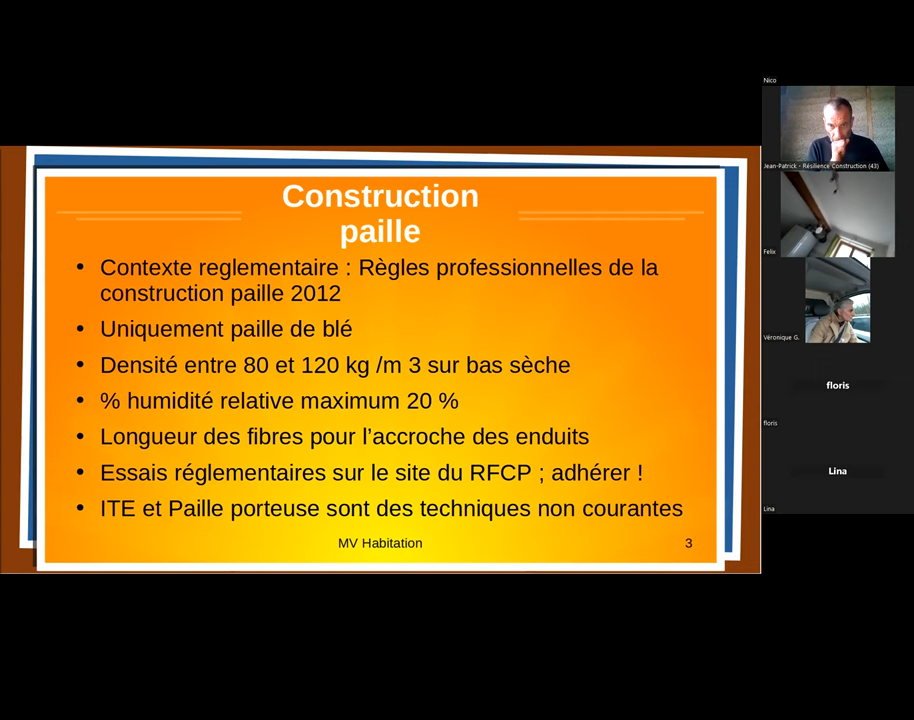 Construction
paille
• Contexte reglementaire : Règles professionnelles de la
construction paille 2012
• Uniquement paille de blé
• Densité entre 80 et 120 kg /m 3 sur bas sèche
• % humidité relative maximum 20 %
• Longueur des fibres pour l’accroche des enduits
• Essais réglementaires sur le site du RFCP ; adhérer !
• ITE et Paille porteuse sont des techniques non courantes
MV Habitation
3
Nico
Jean-Patrick - Résilience Construction (43)
Felix
Véronique G.
floris
floris
Lina
Lina